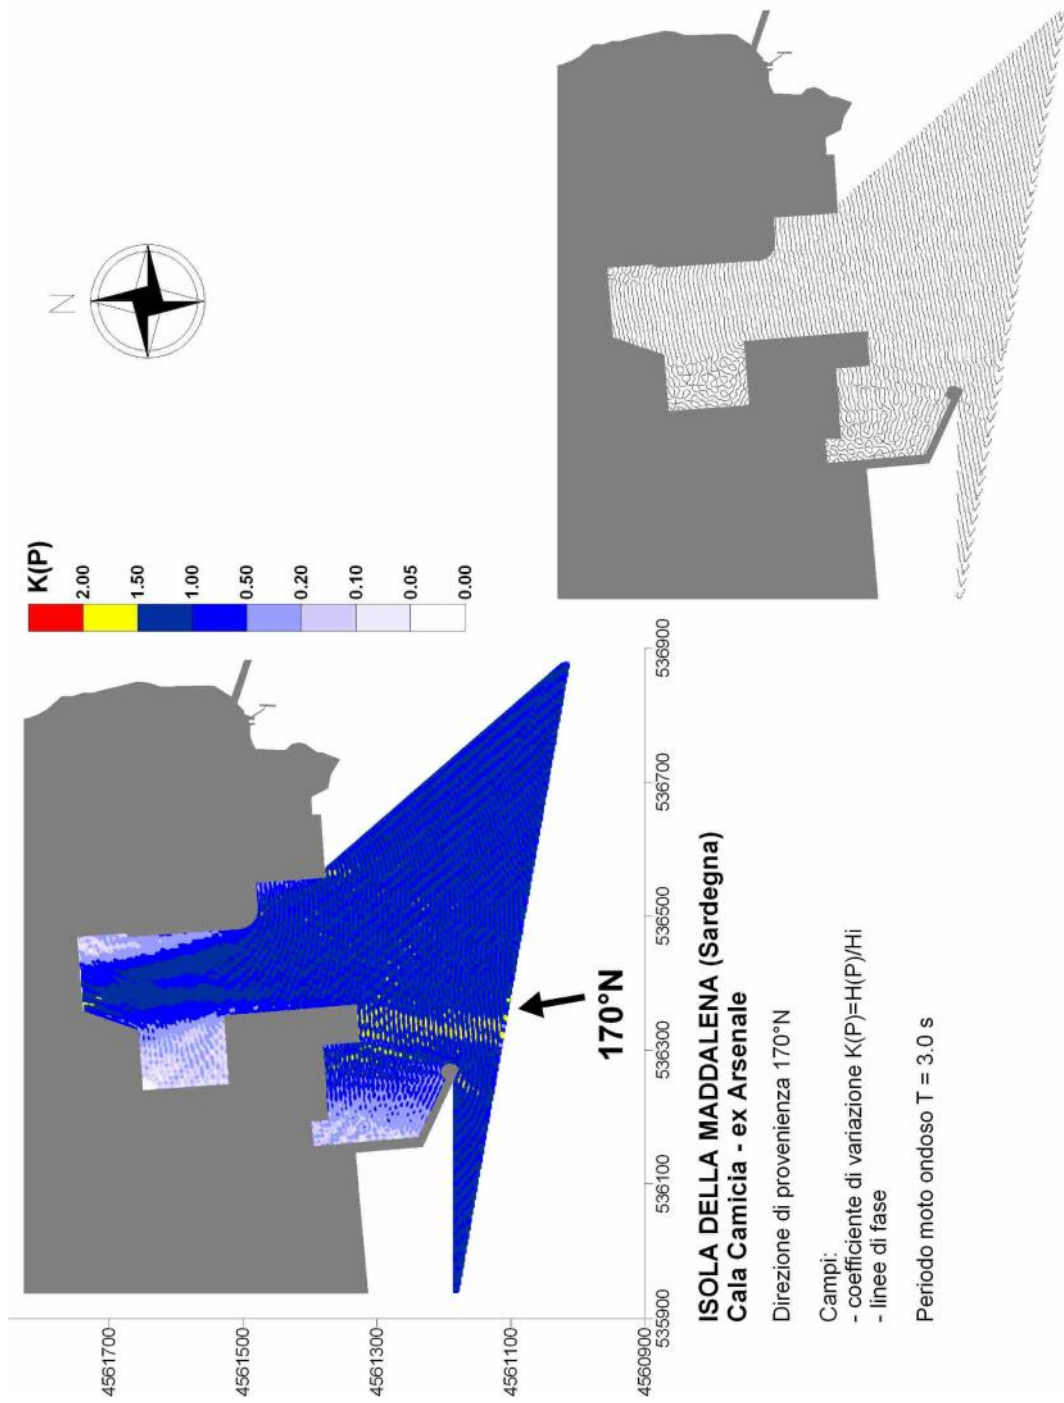 N
K(P)
2.00
1.50
1.00
0.50
0.20
0.10
0.05
0.00
4561700
4561500
4561300
4561100
4560900
535900
536100
536300
536500
536700
536900
170°N
ISOLA DELLA MADDALENA (Sardegna)
Cala Camicia - ex Arsenale
Direzione di provenienza 170°N
Campi:
- coefficiente di variazione K(P)=H(P)/Hi
- linee di fase
Periodo moto ondoso T = 3.0 s